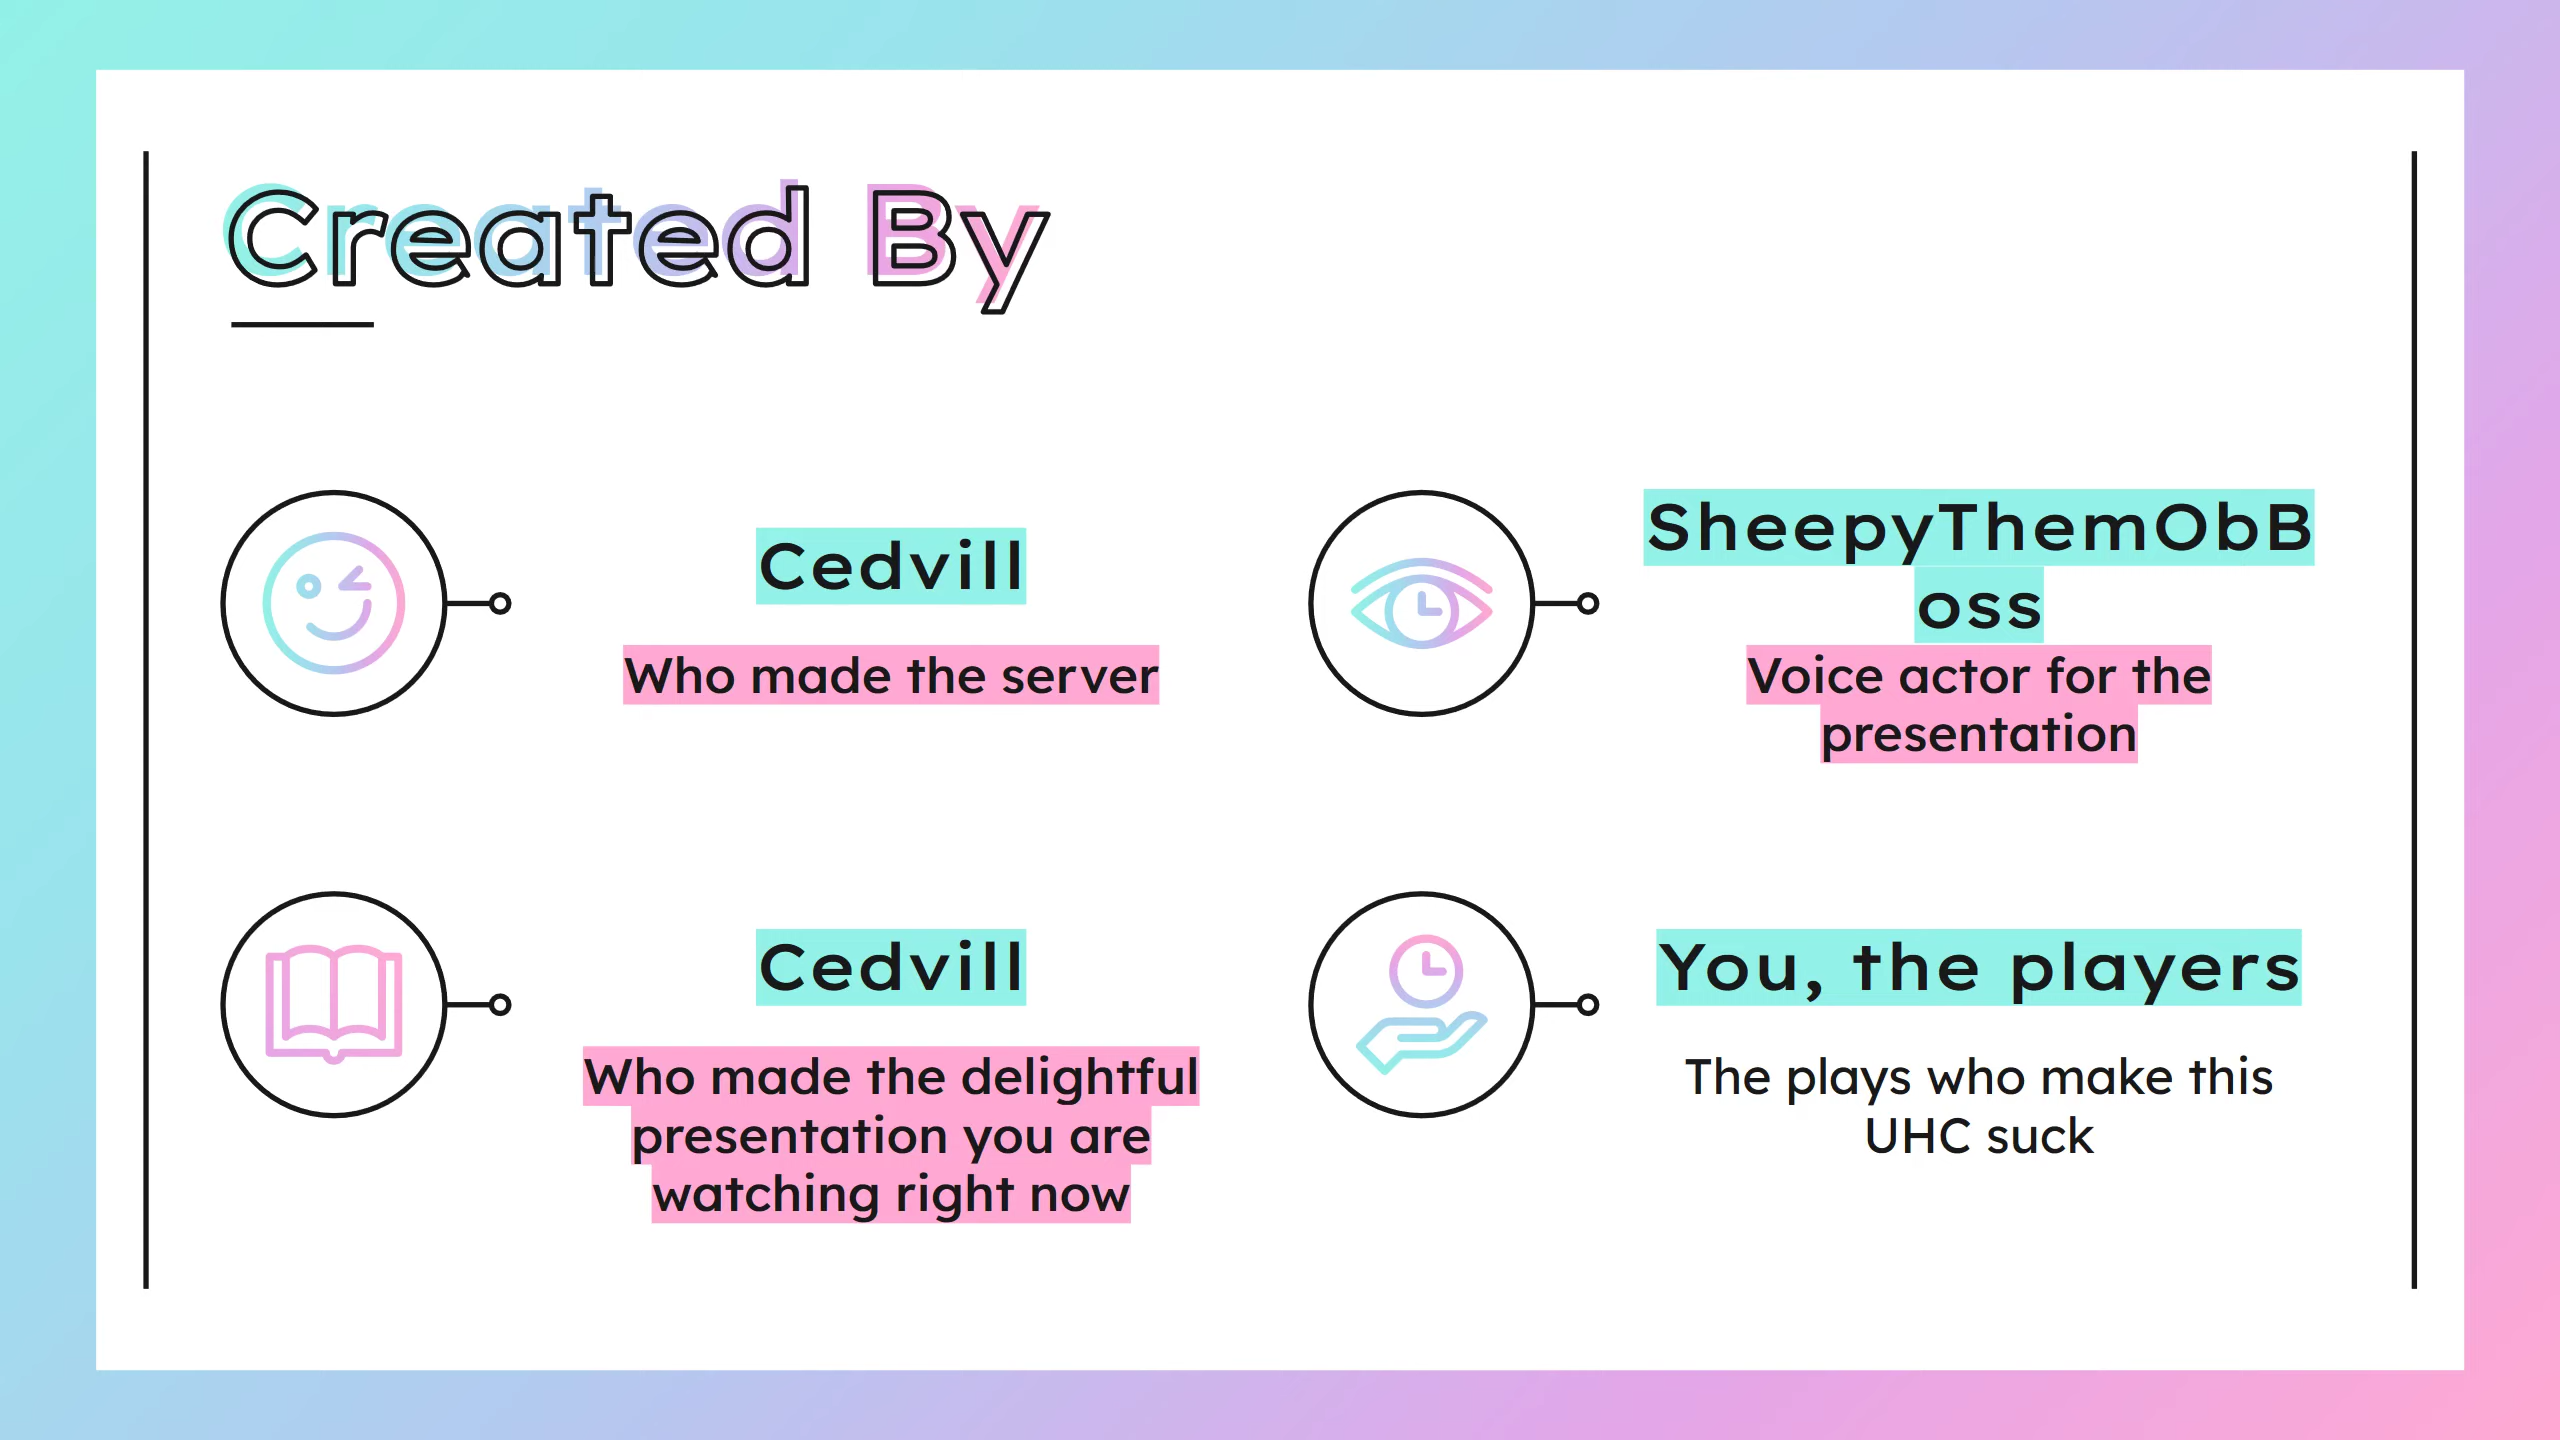 Created By
Cedvill
Who made the server
SheepyThemObB
oss
Voice actor for the
presentation
Cedvill
Who made the delightful
presentation you are
watching right now
You, the players
The plays who make this
UHC suck